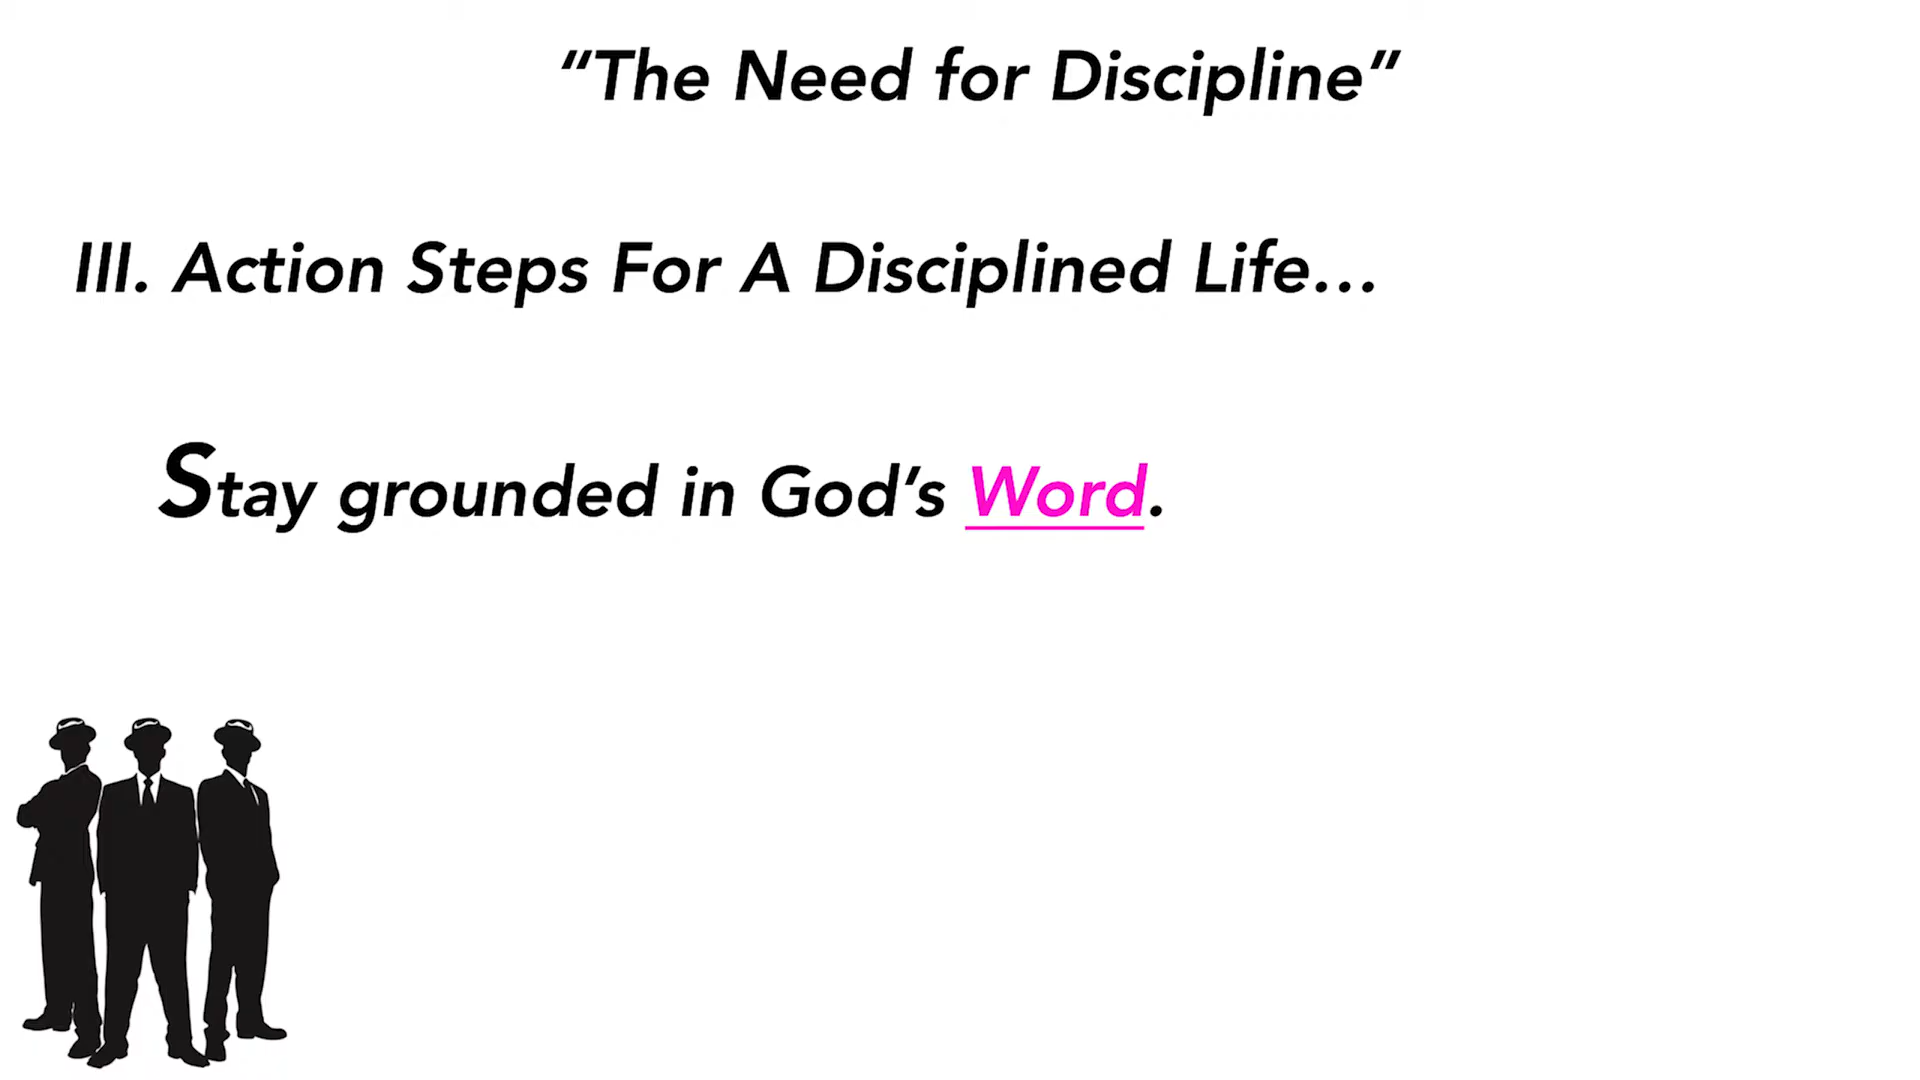 “The Need for Discipline”
III. Action Steps For A Disciplined Life...
Stay grounded in God’s Word.